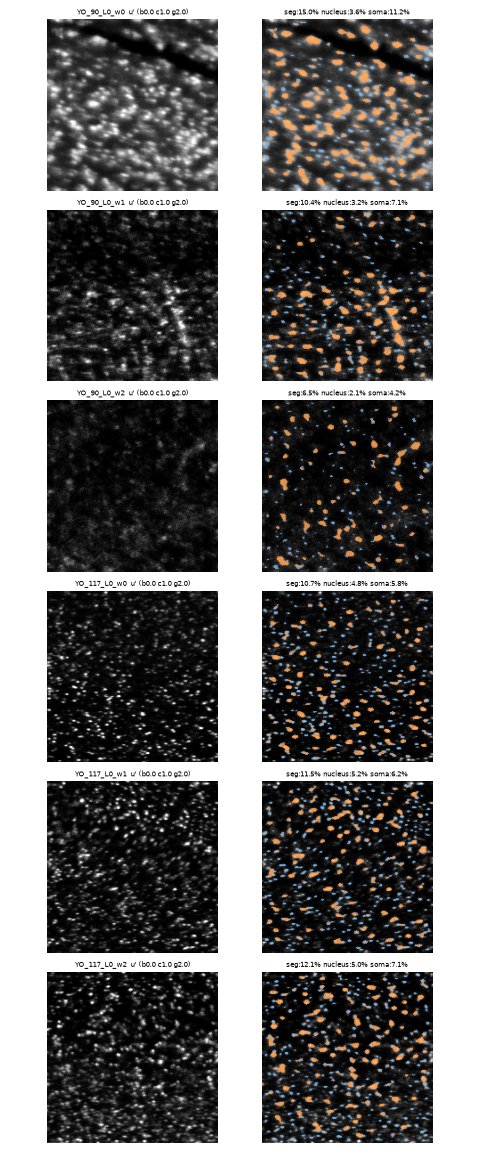 YO_90_L0_w0 u' (b0.0 c1.0 g2.0)
seg:15.0% nucleus:3.6% soma:11.2%
YO_90_L0_w1 u' (b0.0 c1.0 g2.0)
seg:10.4% nucleus:3.2% soma:7.1%
YO_90_L0_w2 u' (b0.0 c1.0 g2.0)
seg:6.5% nucleus:2.1% soma:4.2%
YO_117_L0_w0 u' (b0.0 c1.0 g2.0)
seg:10.7% nucleus:4.8% soma:5.8%
YO_117_L0_w1 u' (b0.0 c1.0 g2.0)
seg:11.5% nucleus:5.2% soma:6.2%
YO_117_L0_w2 u' (b0.0 c1.0 g2.0)
seg:12.1% nucleus:5.0% soma:7.1%